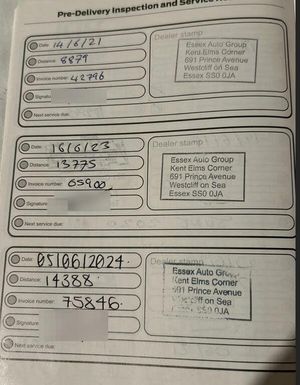 Pre-Delivery Inspection and Service
Date: 14/6/21
Distance: 8879
Invoice number: 42796
Signatu
Next service due:
Dealer stamp
Essex Auto Group
Kent Elms Corner
691 Prince Avenue
Westcliff on Sea
Essex SS0 0JA
Date: 16/6/23
Distance: 13775
Invoice number: 65900
Signature
Next service due:
Dealer stamp
Essex Auto Group
Kent Elms Corner
691 Prince Avenue
Westcliff on Sea
Essex SS0 0JA
Date: 05/06/2024
Distance: 14388
Invoice number: 75846
Signature
Next service due:
Dealer stamp
Essex Auto Group
Kent Elms Corner
691 Prince Avenue
cliff on Sea
SS0 0JA